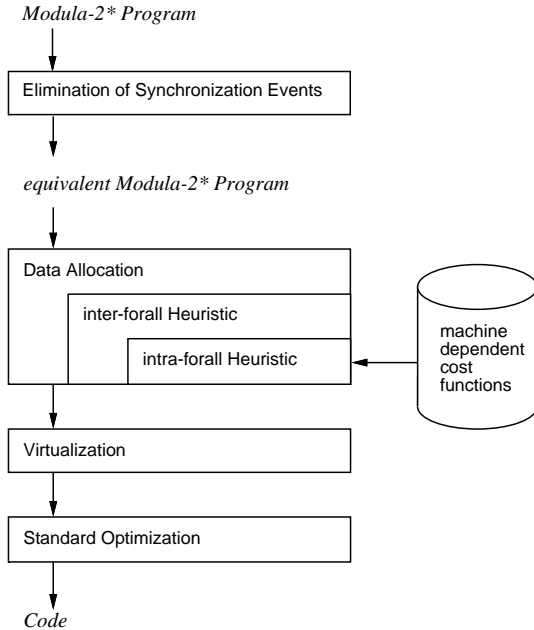 Modula-2* Program
Elimination of Synchronization Events
equivalent Modula-2* Program
Data Allocation
inter-forall Heuristic
intra-forall Heuristic
machine
dependent
cost
functions
Virtualization
Standard Optimization
Code